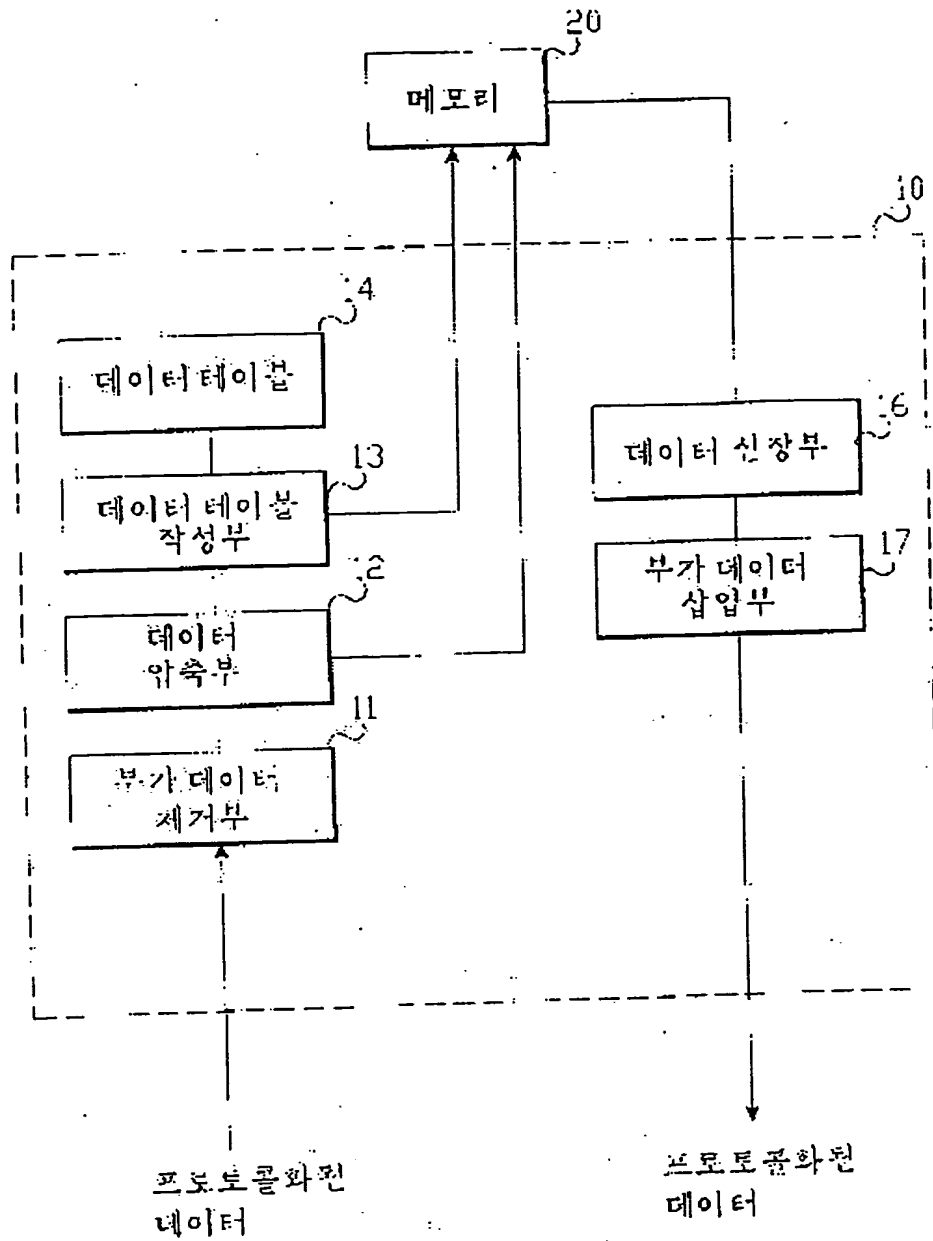 20
메모리
10
14
데이터 테이블
13
데이터 테이블
작성부
12
데이터
압축부
11
부가 데이터
제거부
16
데이터 신장부
17
부가 데이터
삽입부
프로토콜화된
데이터
프로토콜화된
데이터